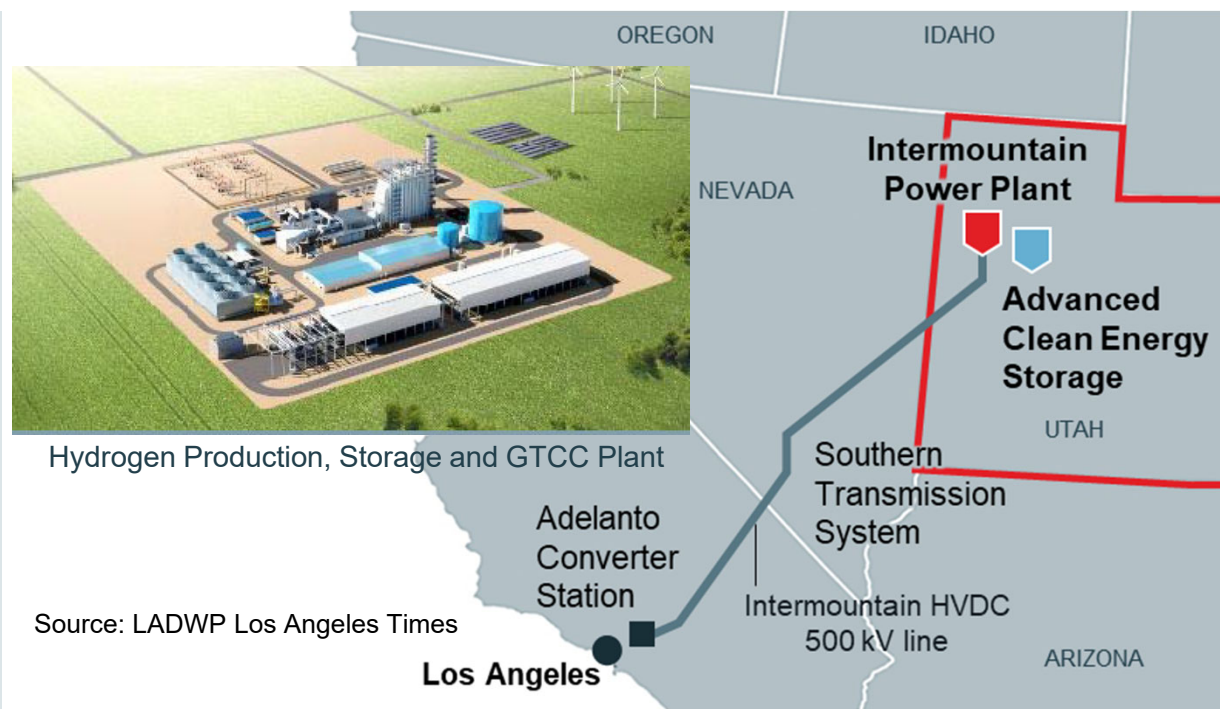 OREGON
IDAHO
Intermountain
Power Plant
NEVADA
Advanced
Clean Energy
Storage
UTAH
Hydrogen Production, Storage and GTCC Plant
Southern
Transmission
System
Adelanto
Converter
Station
Intermountain HVDC
500 kV line
Source: LADWP Los Angeles Times
Los Angeles
ARIZONA